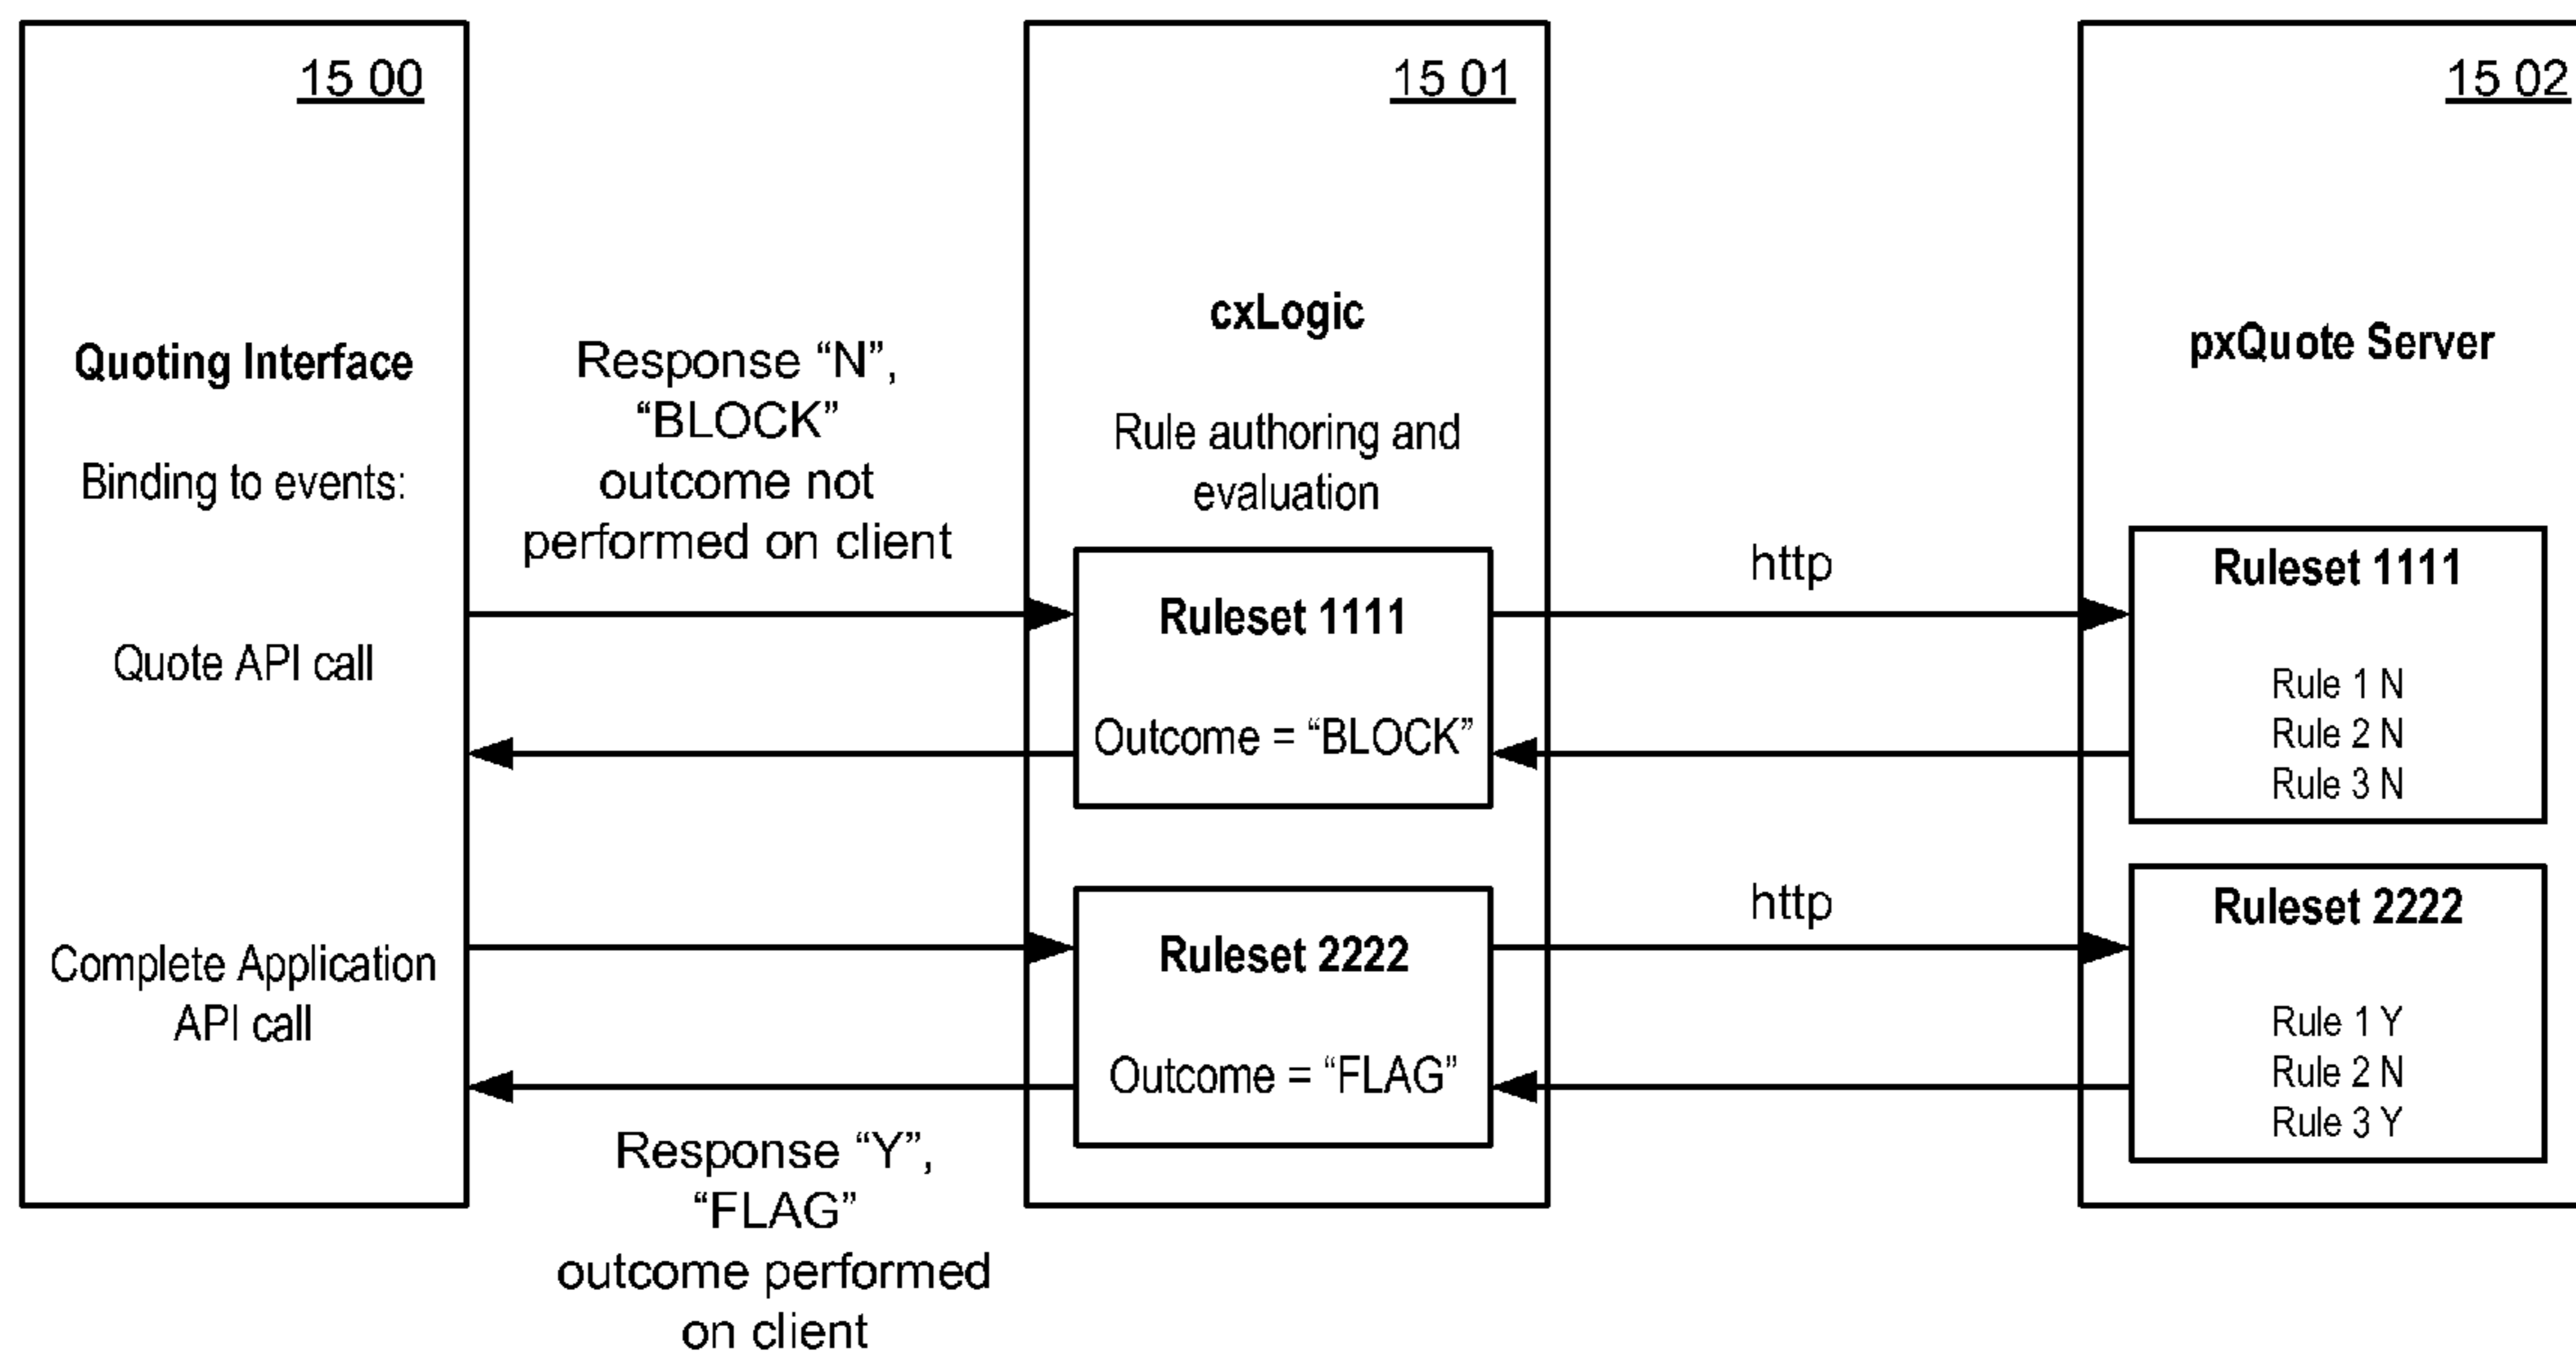 15 00
Quoting Interface
Binding to events:
Quote API call
Complete Application
API call
Response “N”,
“BLOCK”
outcome not
performed on client
Response “Y”,
“FLAG”
outcome performed
on client
15 01
cxLogic
Rule authoring and
evaluation
Ruleset 1111
Outcome = “BLOCK”
Ruleset 2222
Outcome = “FLAG”
http
http
15 02
pxQuote Server
Ruleset 1111
Rule 1 N
Rule 2 N
Rule 3 N
Ruleset 2222
Rule 1 Y
Rule 2 N
Rule 3 Y